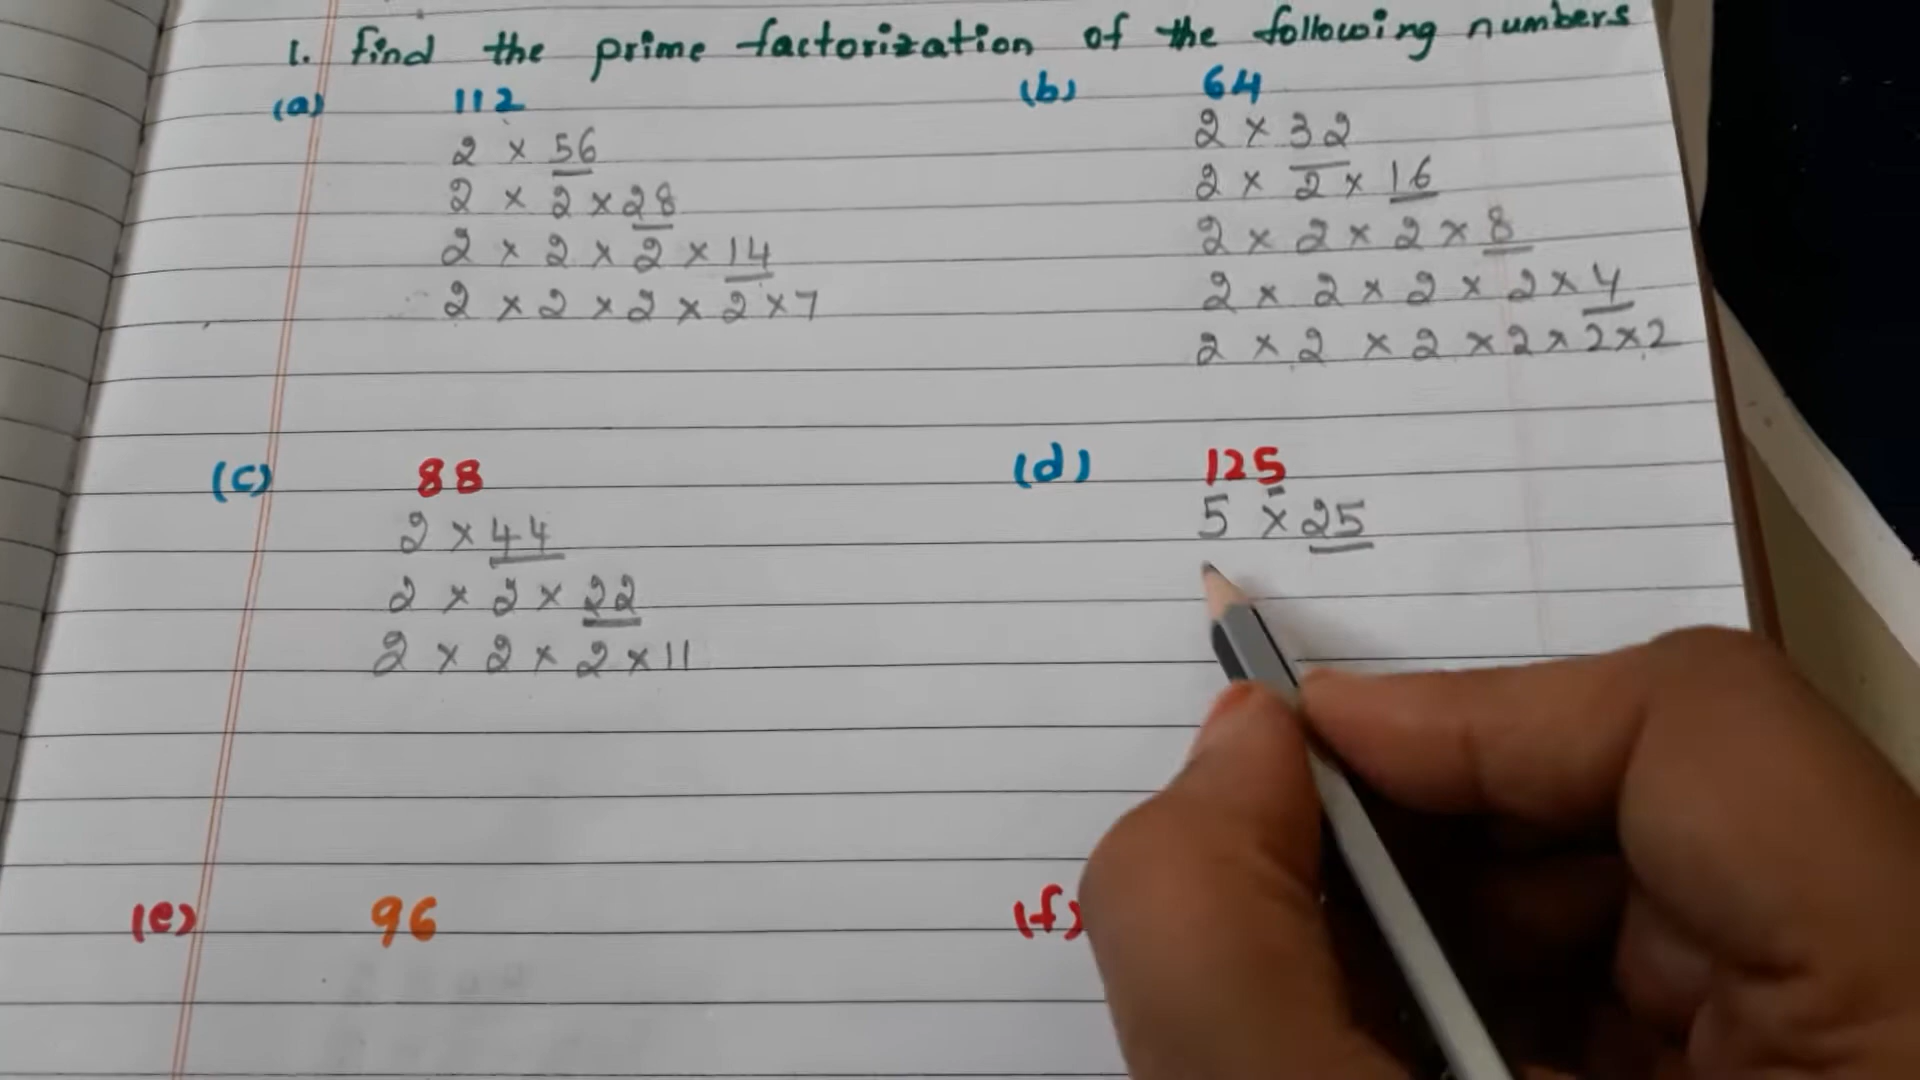 1. find the prime factorization of the following numbers
(a) 112
2 × 56
2 × 2 × 28
2 × 2 × 2 × 14
2 × 2 × 2 × 2 × 7
(b) 64
2 × 32
2 × 2 × 16
2 × 2 × 2 × 8
2 × 2 × 2 × 2 × 4
2 × 2 × 2 × 2 × 2 × 2
(c) 88
2 × 44
2 × 2 × 22
2 × 2 × 2 × 11
(d) 125
5 × 25
(e) 96
(f)